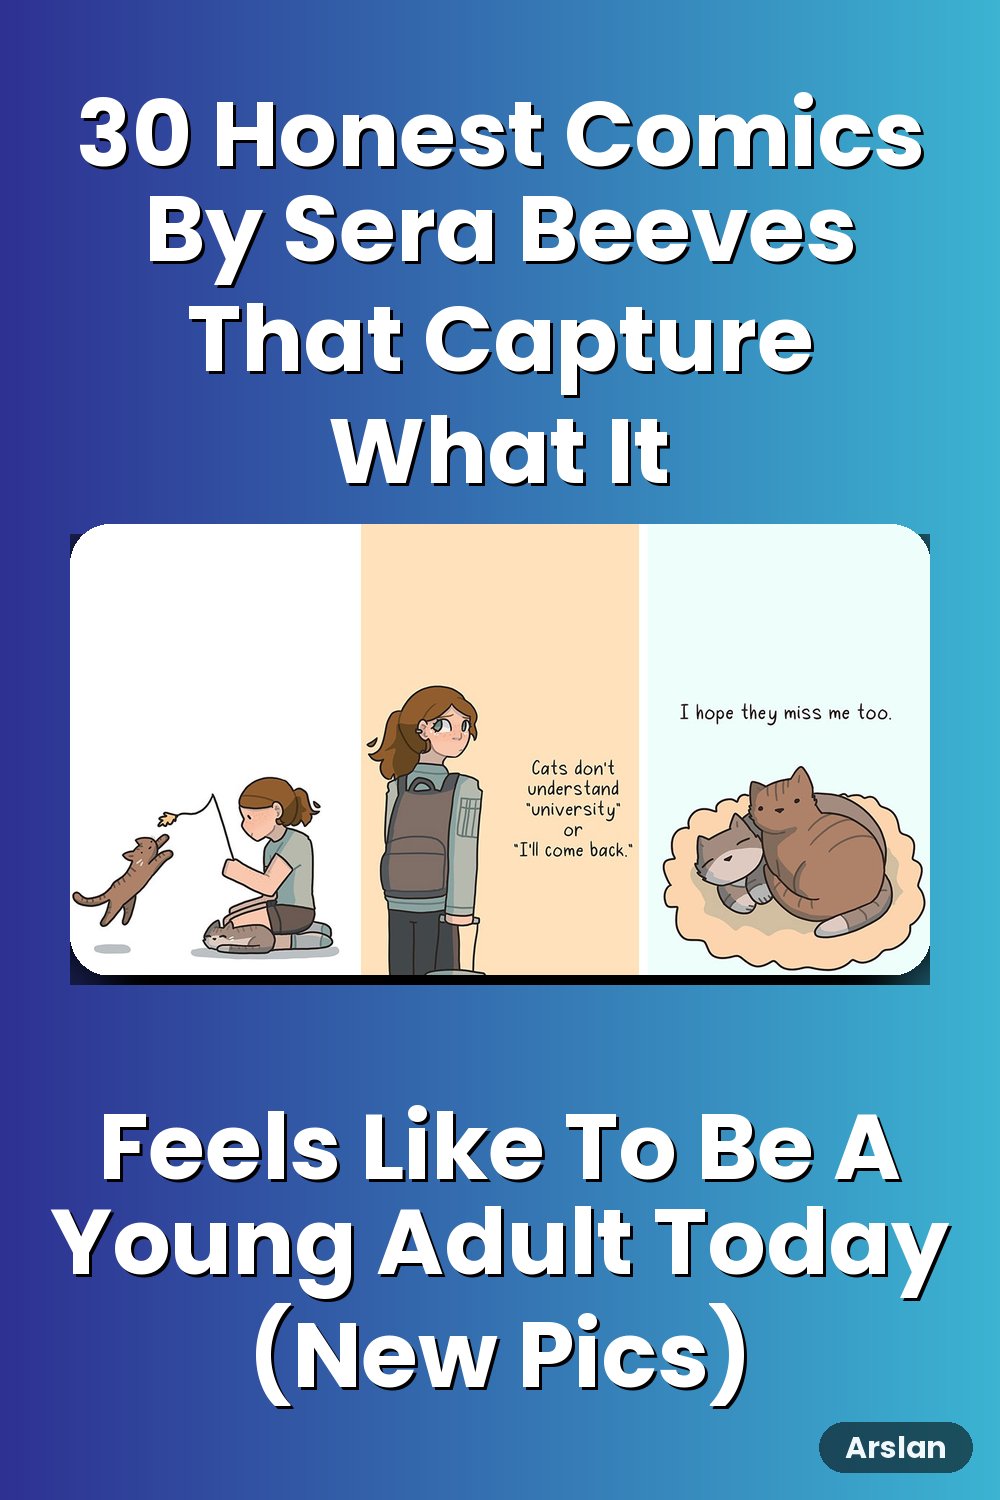 30 Honest Comics
By Sera Beeves
That Capture
What It
Cats don't
understand
"university"
or
"I'll come back."
I hope they miss me too.
Feels Like To Be A
Young Adult Today
(New Pics)
Arslan